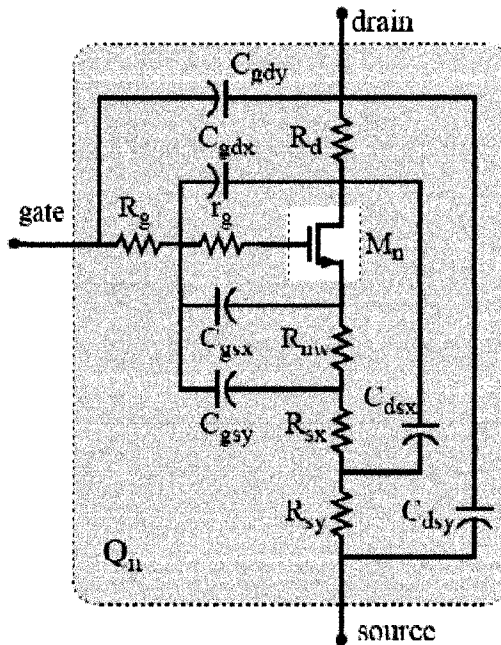 drain
C_gdy
C_gdx
R_d
gate
R_g
r_g
M_n
C_gsx
R_nw
C_gsy
R_sx
C_dsx
R_sy
C_dsy
Q_n
source